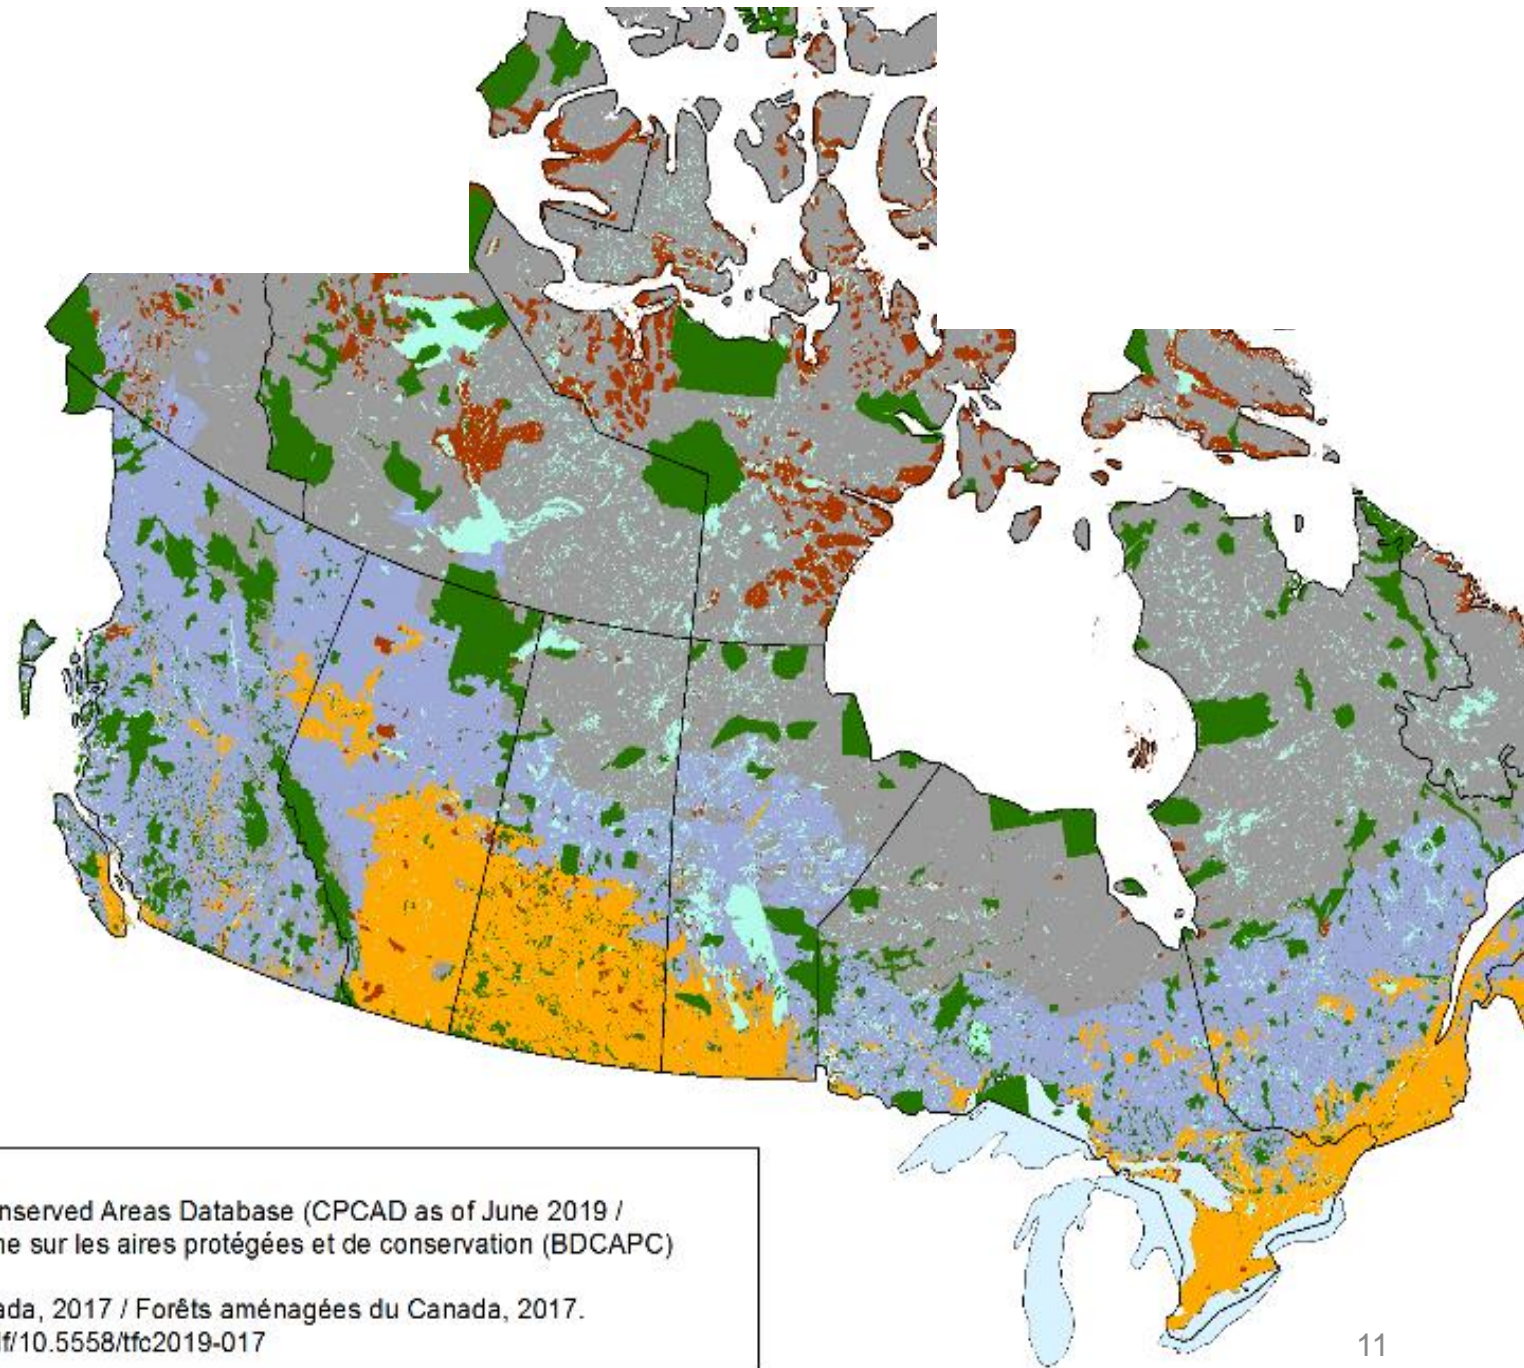 nserved Areas Database (CPCAD as of June 2019 /
ne sur les aires protégées et de conservation (BDCAPC)
ada, 2017 / Forêts aménagées du Canada, 2017.
lf/10.5558/tfc2019-017
11